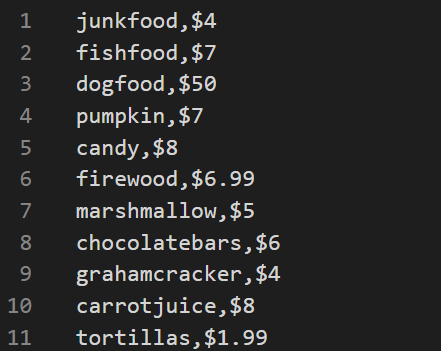 1 junkfood,$4
2 fishfood,$7
3 dogfood,$50
4 pumpkin,$7
5 candy,$8
6 firewood,$6.99
7 marshmallow,$5
8 chocolatebars,$6
9 grahamcracker,$4
10 carrotjuice,$8
11 tortillas,$1.99